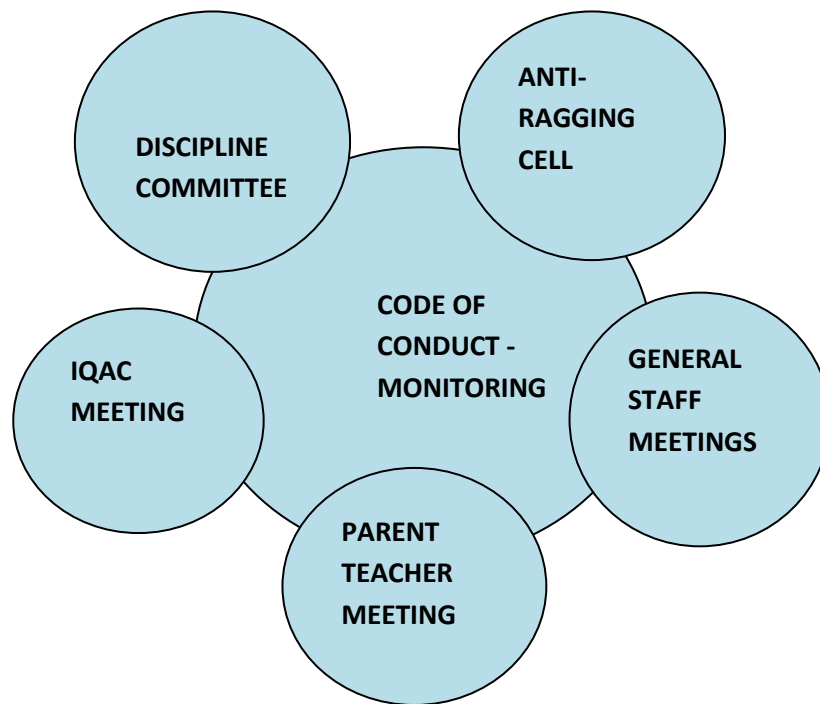 DISCIPLINE
COMMITTEE
ANTI-
RAGGING
CELL
CODE OF
CONDUCT -
MONITORING
IQAC
MEETING
GENERAL
STAFF
MEETINGS
PARENT
TEACHER
MEETING